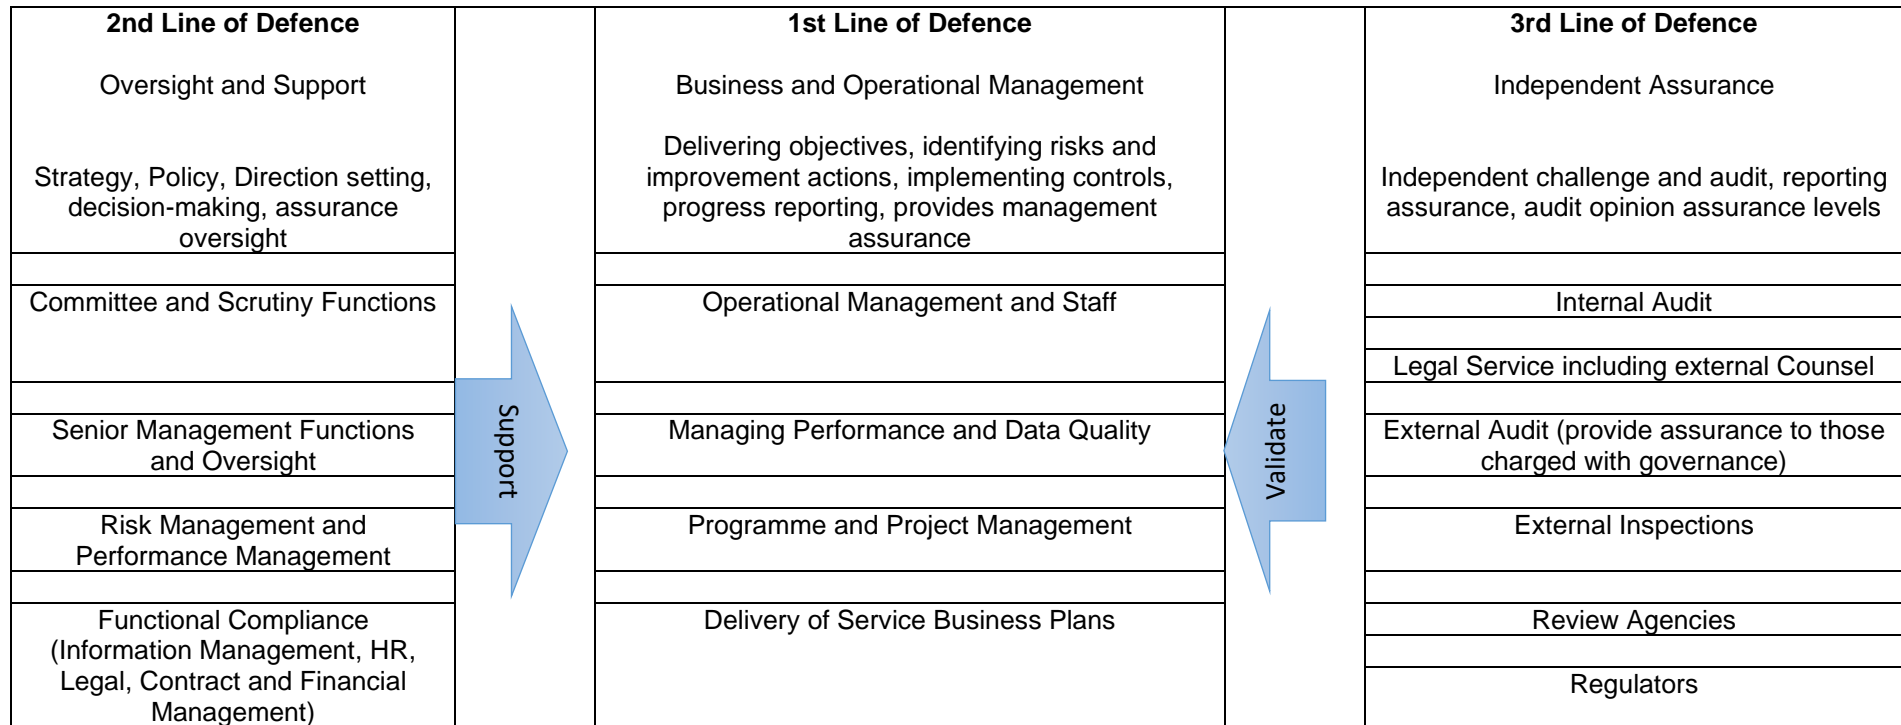 2nd Line of Defence
Oversight and Support
Strategy, Policy, Direction setting,
decision-making, assurance
oversight
Committee and Scrutiny Functions
Senior Management Functions
and Oversight
Risk Management and
Performance Management
Functional Compliance
(Information Management, HR,
Legal, Contract and Financial
Management)
Support
1st Line of Defence
Business and Operational Management
Delivering objectives, identifying risks and
improvement actions, implementing controls,
progress reporting, provides management
assurance
Operational Management and Staff
Managing Performance and Data Quality
Programme and Project Management
Delivery of Service Business Plans
Validate
3rd Line of Defence
Independent Assurance
Independent challenge and audit, reporting
assurance, audit opinion assurance levels
Internal Audit
Legal Service including external Counsel
External Audit (provide assurance to those
charged with governance)
External Inspections
Review Agencies
Regulators